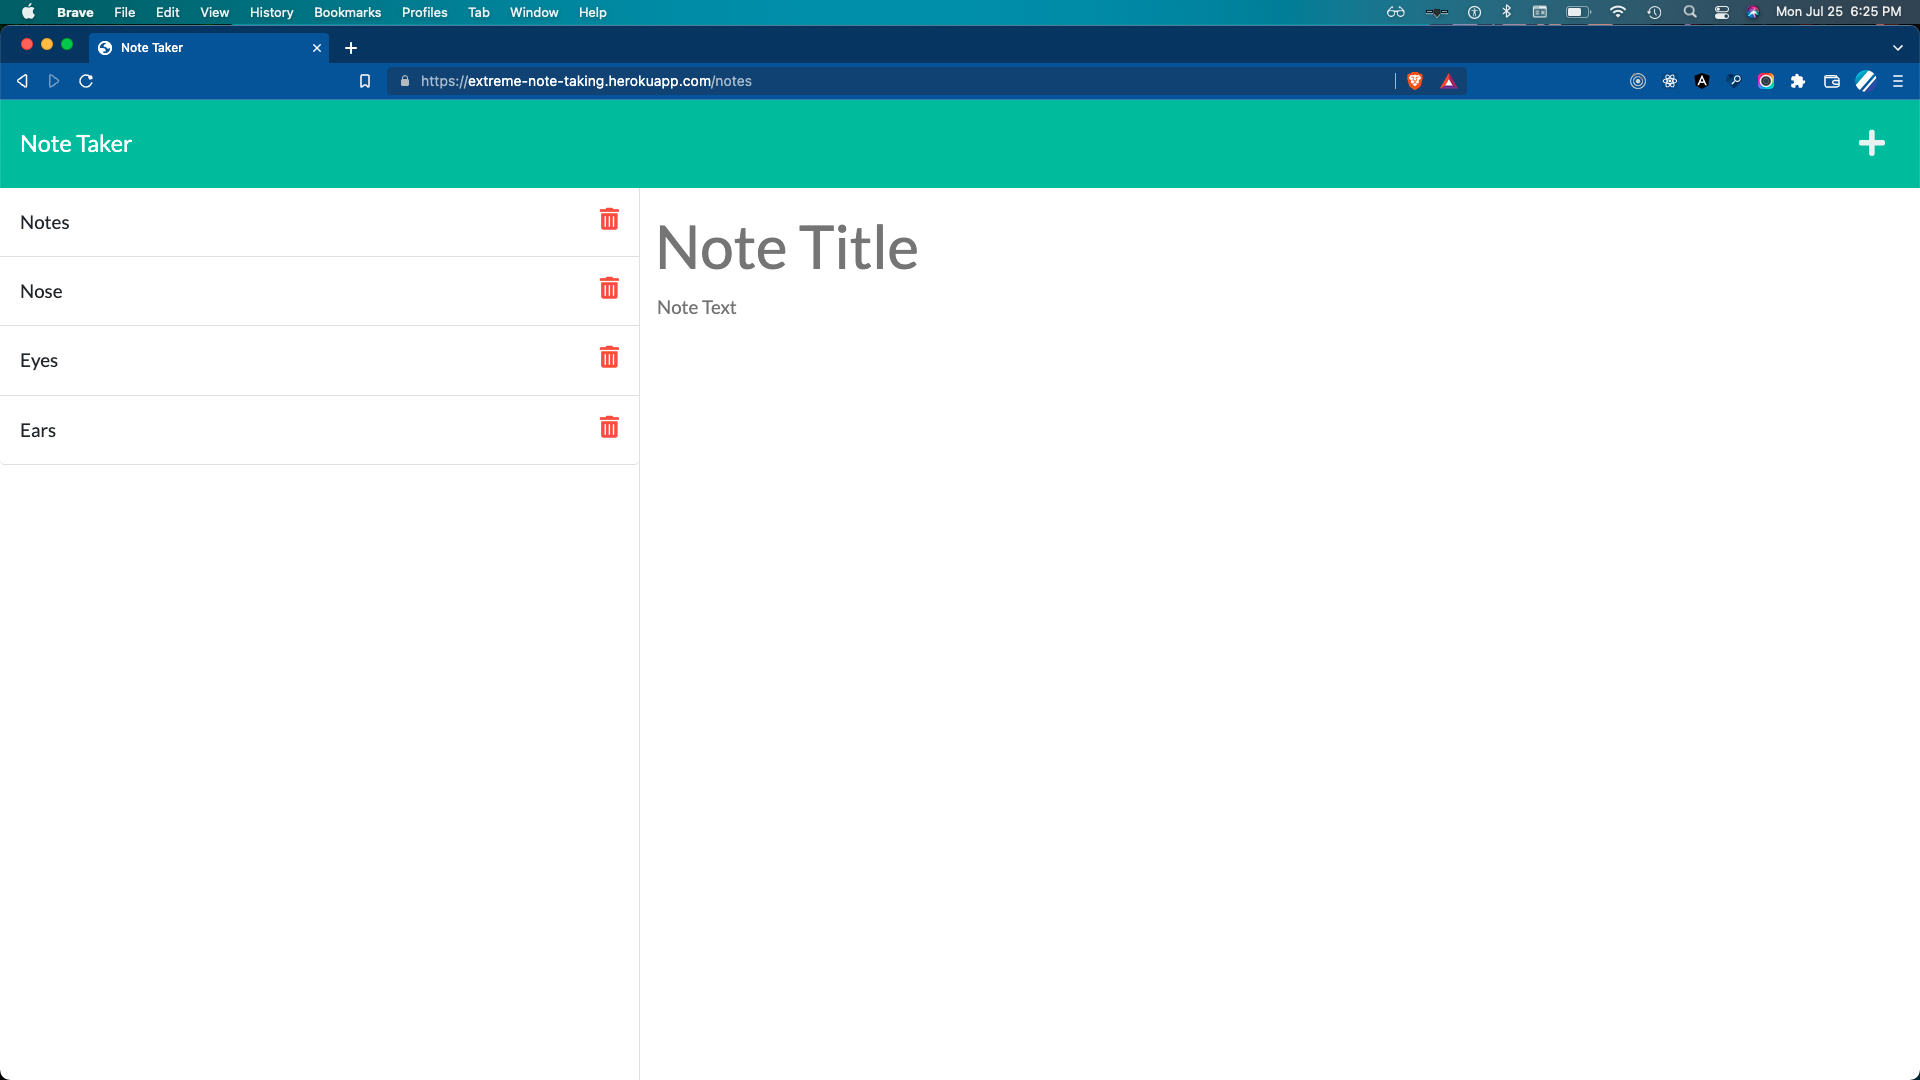 Brave File Edit View History Bookmarks Profiles Tab Window Help Mon Jul 25 6:25 PM
Note Taker
https://extreme-note-taking.herokuapp.com/notes
Note Taker
Notes
Nose
Eyes
Ears
Note Title
Note Text